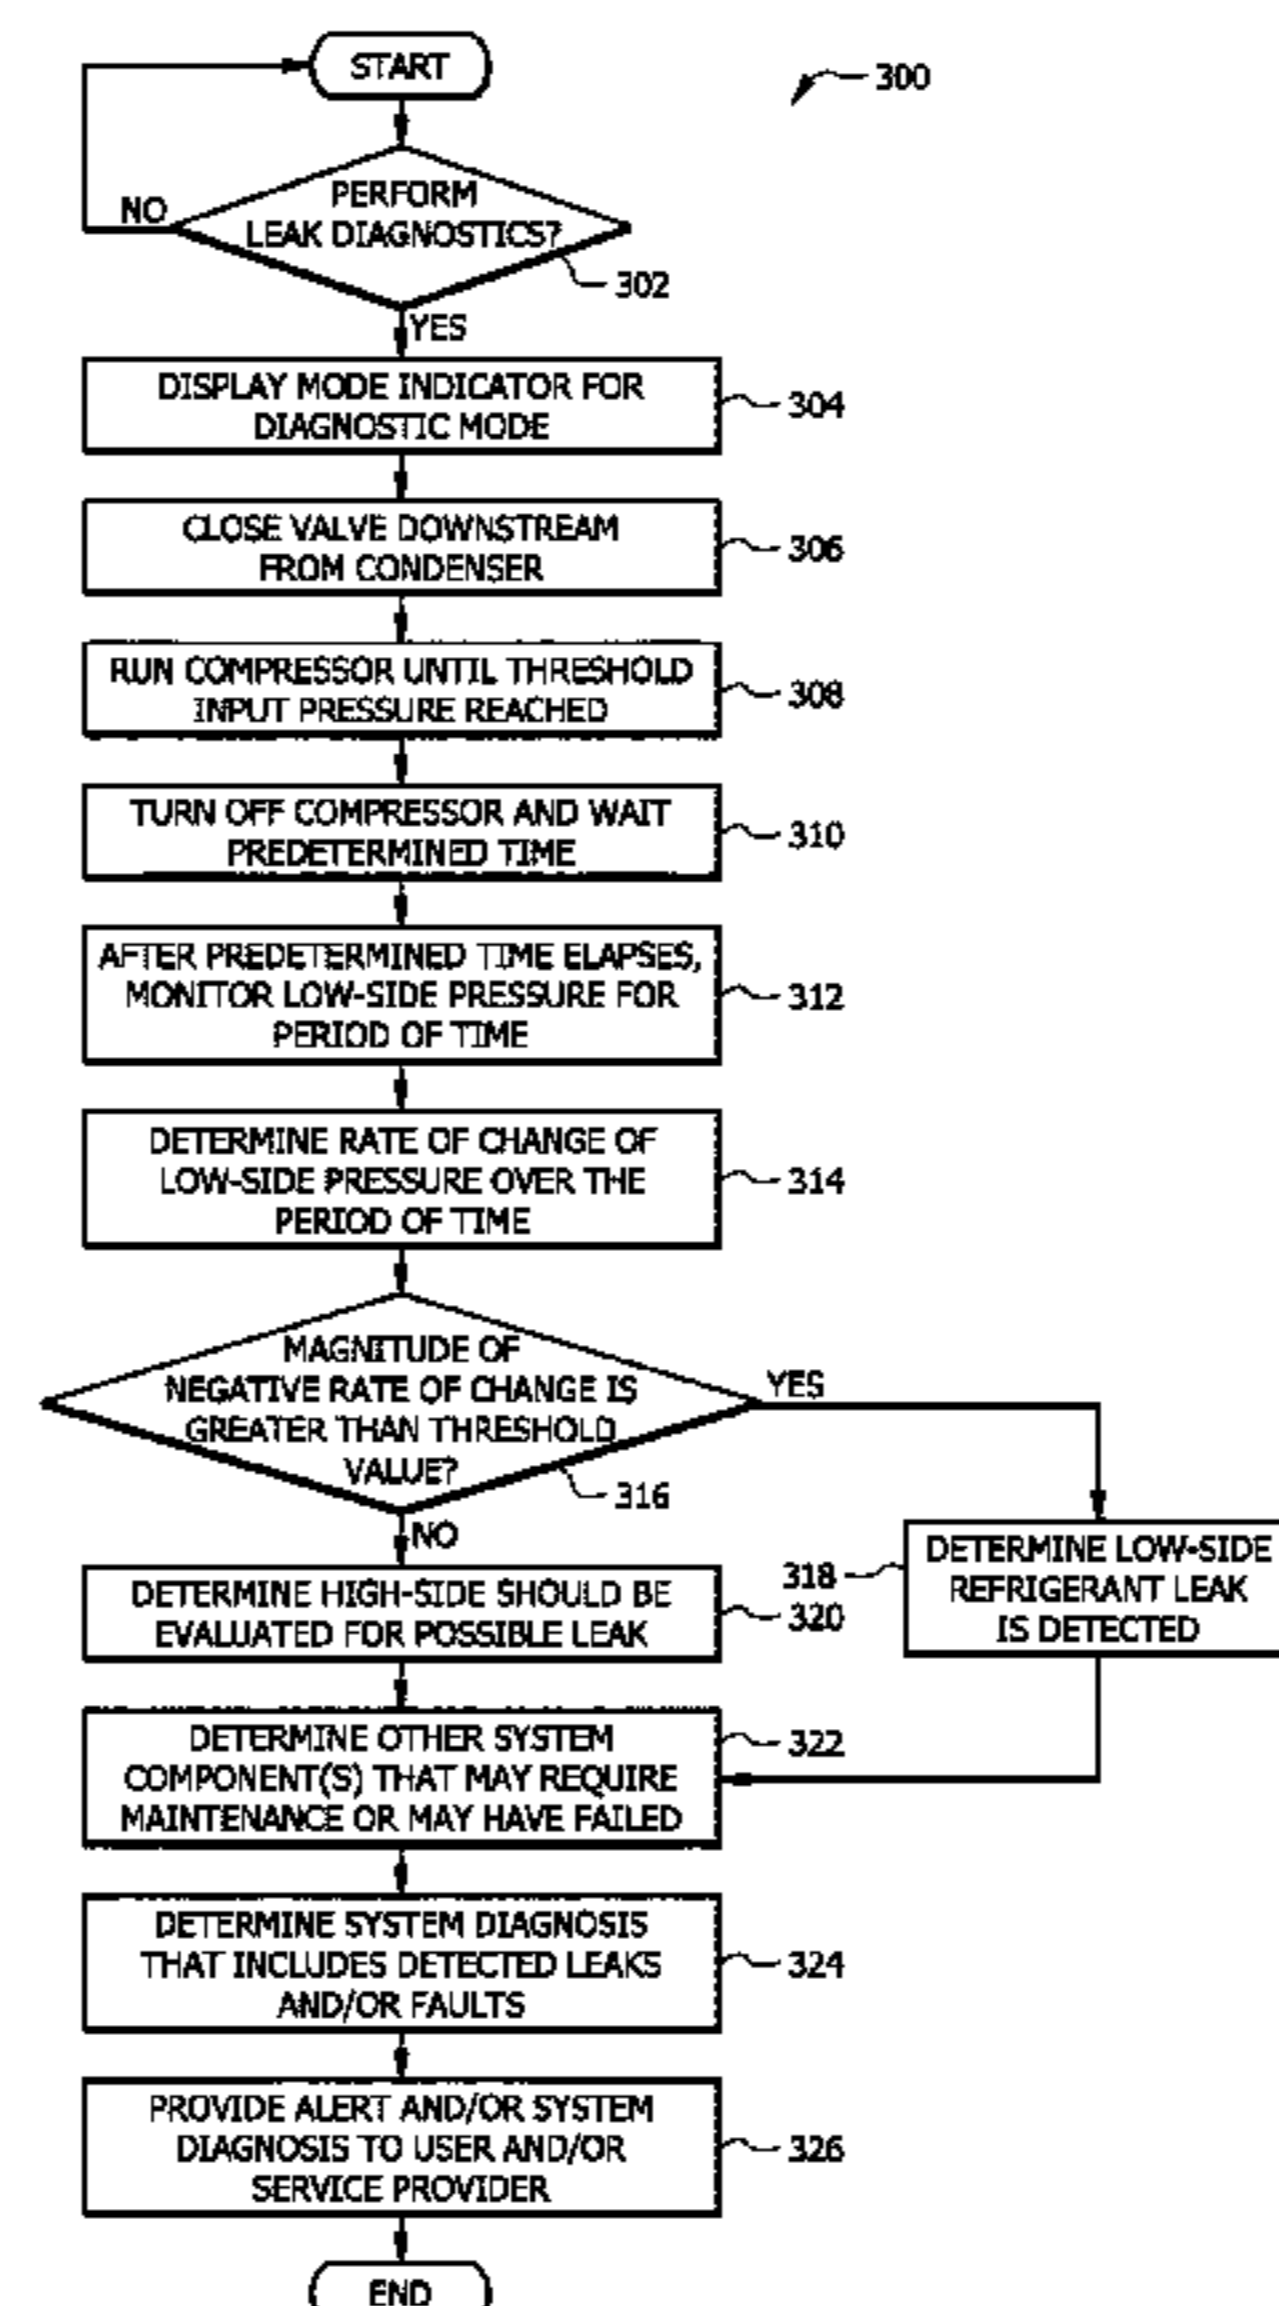 START
300
PERFORM
LEAK DIAGNOSTICS?
NO
302
YES
DISPLAY MODE INDICATOR FOR
DIAGNOSTIC MODE
304
CLOSE VALVE DOWNSTREAM
FROM CONDENSER
306
RUN COMPRESSOR UNTIL THRESHOLD
INPUT PRESSURE REACHED
308
TURN OFF COMPRESSOR AND WAIT
PREDETERMINED TIME
310
AFTER PREDETERMINED TIME ELAPSES,
MONITOR LOW-SIDE PRESSURE FOR
PERIOD OF TIME
312
DETERMINE RATE OF CHANGE OF
LOW-SIDE PRESSURE OVER THE
PERIOD OF TIME
314
MAGNITUDE OF
NEGATIVE RATE OF CHANGE IS
GREATER THAN THRESHOLD
VALUE?
YES
316
NO
DETERMINE LOW-SIDE
REFRIGERANT LEAK
IS DETECTED
318
DETERMINE HIGH-SIDE SHOULD BE
EVALUATED FOR POSSIBLE LEAK
320
DETERMINE OTHER SYSTEM
COMPONENT(S) THAT MAY REQUIRE
MAINTENANCE OR MAY HAVE FAILED
322
DETERMINE SYSTEM DIAGNOSIS
THAT INCLUDES DETECTED LEAKS
AND/OR FAULTS
324
PROVIDE ALERT AND/OR SYSTEM
DIAGNOSIS TO USER AND/OR
SERVICE PROVIDER
326
END